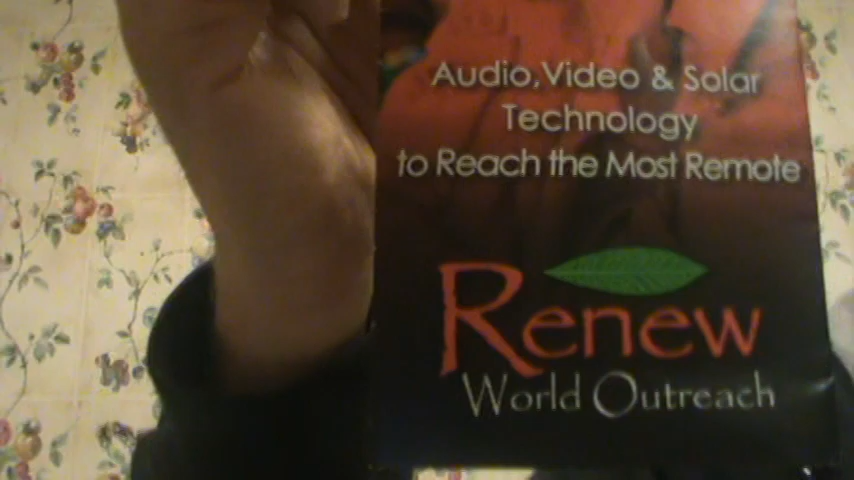 Audio, Video & Solar
Technology
to Reach the Most Remote
Renew
World Outreach